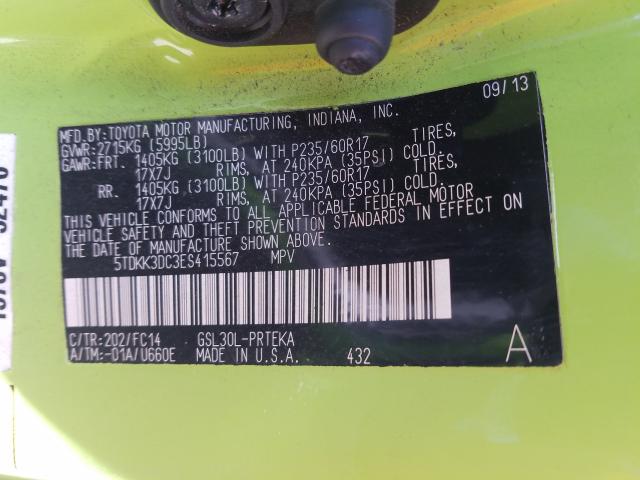 09/13
MFD.BY:TOYOTA MOTOR MANUFACTURING, INDIANA, INC.
GVWR:2715KG (5995LB)
GAWR:FRT. 1405KG (3100LB) WITH P235/60R17 TIRES,
17X7J RIMS, AT 240KPA (35PSI) COLD.
RR. 1405KG (3100LB) WITH P235/60R17 TIRES,
17X7J RIMS, AT 240KPA (35PSI) COLD.
THIS VEHICLE CONFORMS TO ALL APPLICABLE FEDERAL MOTOR
VEHICLE SAFETY AND THEFT PREVENTION STANDARDS IN EFFECT ON
THE DATE OF MANUFACTURE SHOWN ABOVE.
5TDKK3DC3ES415567 MPV
C/TR:202/FC14 GSL30L-PRTEKA
A/TM:-01A/U660E MADE IN U.S.A. 432 A